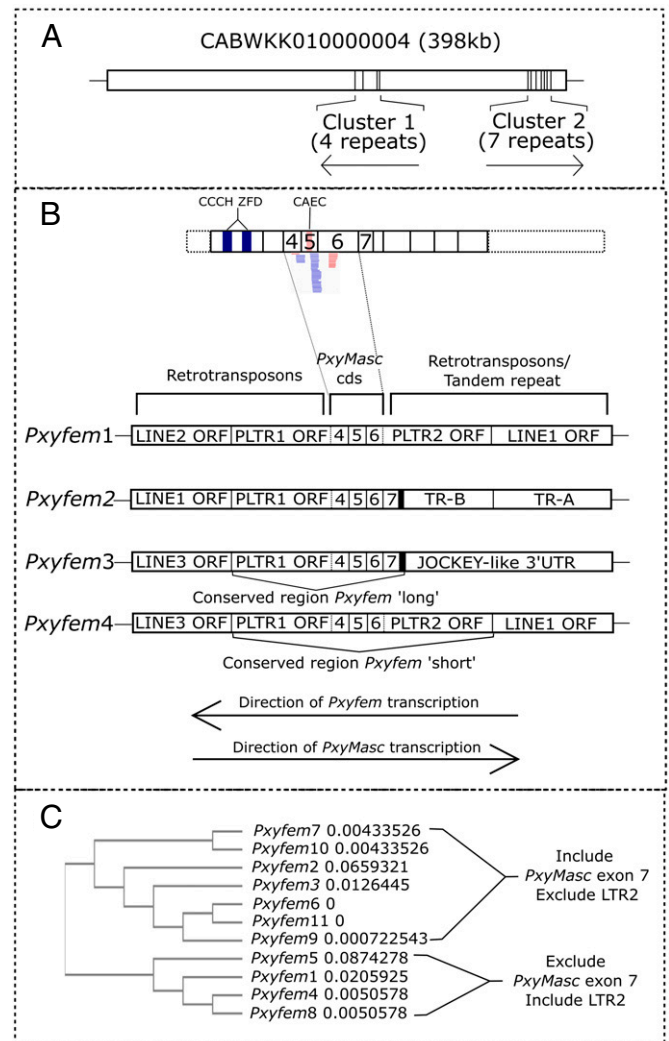 A
CABWKK010000004 (398kb)
Cluster 1
(4 repeats)
Cluster 2
(7 repeats)
B
CCCH ZFD
CAEC
4 5 6 7
PxyMasc
cds
Retrotransposons
Retrotransposons/
Tandem repeat
Pxyfem1 LINE2 ORF PLTR1 ORF 4 5 6 PLTR2 ORF LINE1 ORF
Pxyfem2 LINE1 ORF PLTR1 ORF 4 5 6 7 TR-B TR-A
Pxyfem3 LINE3 ORF PLTR1 ORF 4 5 6 7 JOCKEY-like 3'UTR
Conserved region Pxyfem 'long'
Pxyfem4 LINE3 ORF PLTR1 ORF 4 5 6 PLTR2 ORF LINE1 ORF
Conserved region Pxyfem 'short'
Direction of Pxyfem transcription
Direction of PxyMasc transcription
C
Pxyfem7 0.00433526
Pxyfem10 0.00433526
Pxyfem2 0.0659321
Pxyfem3 0.0126445
Pxyfem6 0
Pxyfem11 0
Pxyfem9 0.000722543
Pxyfem5 0.0874278
Pxyfem1 0.0205925
Pxyfem4 0.0050578
Pxyfem8 0.0050578
Include
PxyMasc exon 7
Exclude LTR2
Exclude
PxyMasc exon 7
Include LTR2